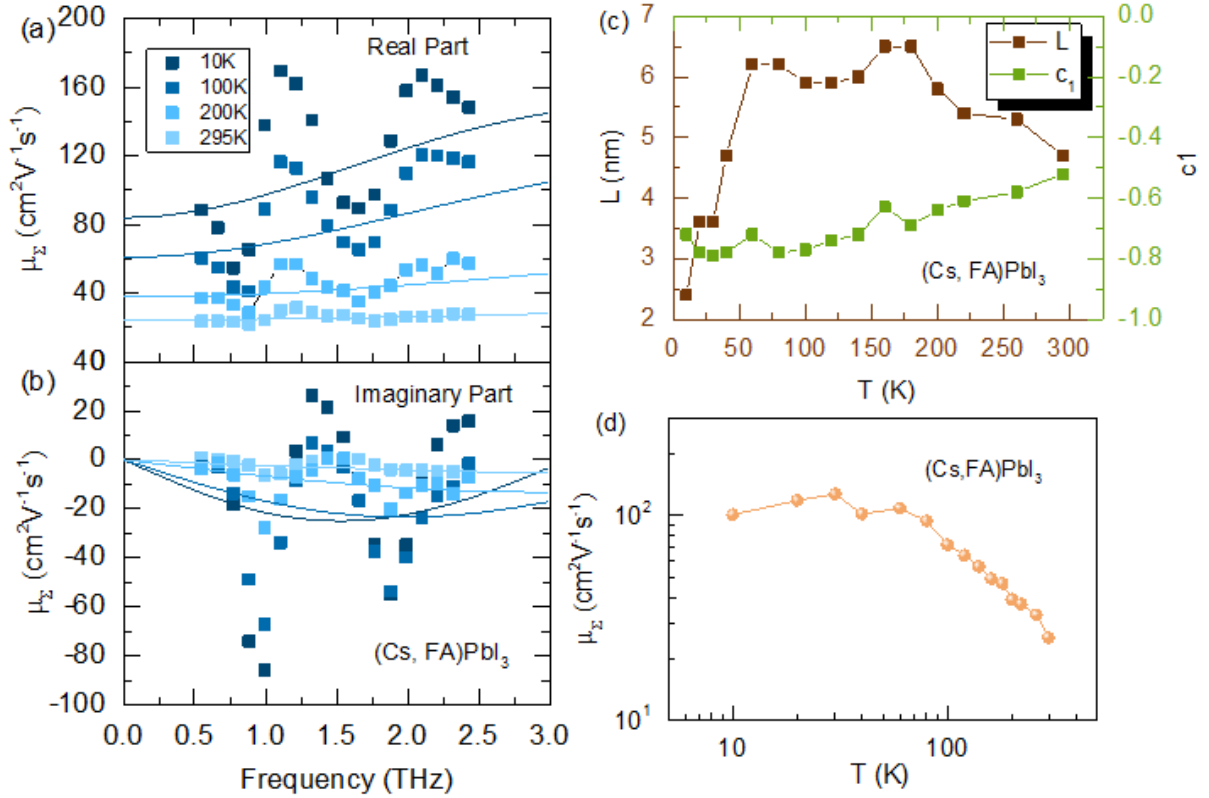 (a)
Real Part
10K
100K
200K
295K
200
160
120
80
40
0
μΣ (cm²V⁻¹s⁻¹)
(b)
Imaginary Part
40
20
0
-20
-40
-60
-80
-100
μΣ (cm²V⁻¹s⁻¹)
(Cs, FA)PbI₃
0.0 0.5 1.0 1.5 2.0 2.5 3.0
Frequency (THz)
(c)
L
c₁
7
6
5
4
3
2
L (nm)
0.0
-0.2
-0.4
-0.6
-0.8
-1.0
c1
(Cs, FA)PbI₃
0 50 100 150 200 250 300
T (K)
(d)
(Cs,FA)PbI₃
10²
10¹
μΣ (cm²V⁻¹s⁻¹)
10 100
T (K)